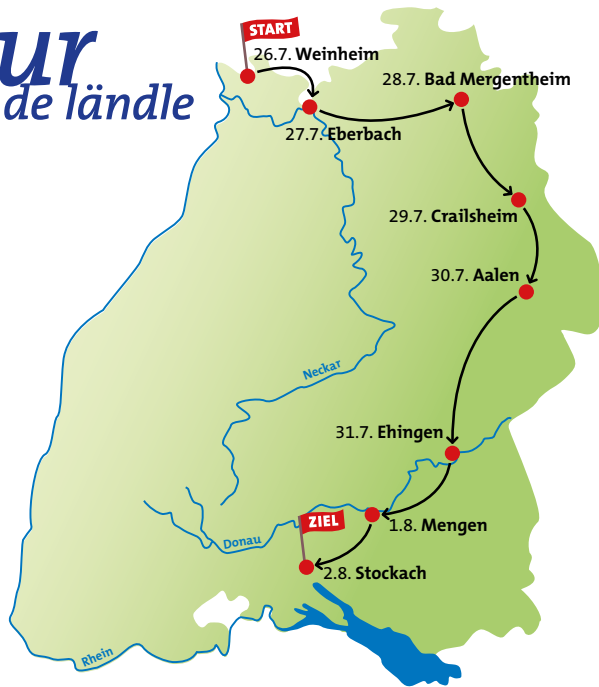 ur
de ländle
START
26.7. Weinheim
28.7. Bad Mergentheim
27.7. Eberbach
29.7. Crailsheim
30.7. Aalen
Neckar
31.7. Ehingen
ZIEL
1.8. Mengen
Donau
2.8. Stockach
Rhein